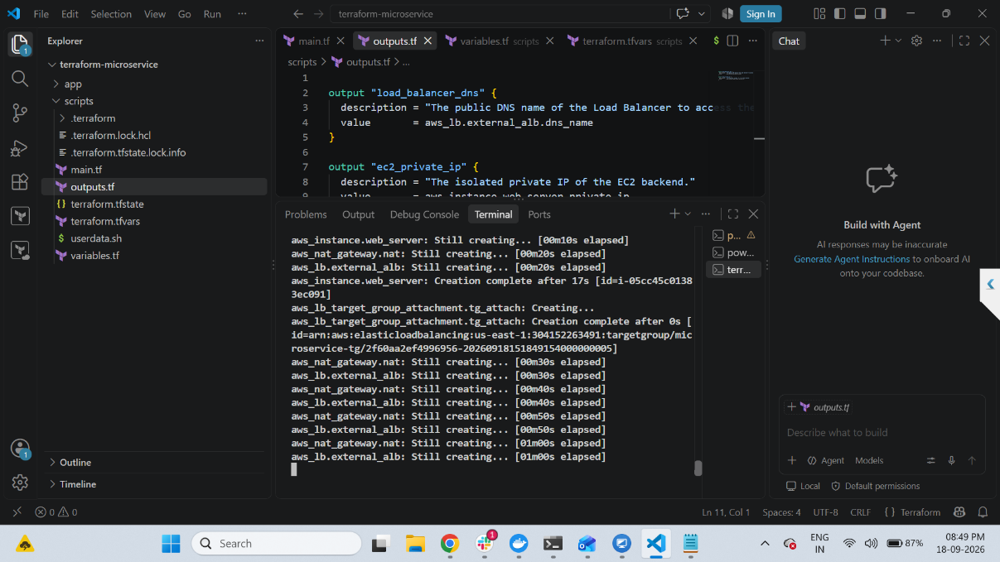 File Edit Selection View Go Run ···
terraform-microservice
Sign In
Explorer
terraform-microservice
app
scripts
.terraform
.terraform.lock.hcl
.terraform.tfstate.lock.info
main.tf
outputs.tf
{} terraform.tfstate
terraform.tfvars
$ userdata.sh
variables.tf
Outline
Timeline
main.tf
outputs.tf
variables.tf scripts
terraform.tfvars scripts
$
scripts > outputs.tf > ...
1
2 output "load_balancer_dns" {
3 description = "The public DNS name of the Load Balancer to access the
4 value = aws_lb.external_alb.dns_name
5 }
6
7 output "ec2_private_ip" {
8 description = "The isolated private IP of the EC2 backend."
9 value = aws_instance.web_server.private_ip
Problems Output Debug Console Terminal Ports
aws_instance.web_server: Still creating... [00m10s elapsed]
aws_nat_gateway.nat: Still creating... [00m20s elapsed]
aws_lb.external_alb: Still creating... [00m20s elapsed]
aws_instance.web_server: Creation complete after 17s [id=i-05cc45c0138
3ec091]
aws_lb_target_group_attachment.tg_attach: Creating...
aws_lb_target_group_attachment.tg_attach: Creation complete after 0s [
id=arn:aws:elasticloadbalancing:us-east-1:304152263491:targetgroup/mic
roservice-tg/2f60aa2ef4996956-20260918151849154000000005]
aws_nat_gateway.nat: Still creating... [00m30s elapsed]
aws_lb.external_alb: Still creating... [00m30s elapsed]
aws_nat_gateway.nat: Still creating... [00m40s elapsed]
aws_lb.external_alb: Still creating... [00m40s elapsed]
aws_nat_gateway.nat: Still creating... [00m50s elapsed]
aws_lb.external_alb: Still creating... [00m50s elapsed]
aws_nat_gateway.nat: Still creating... [01m00s elapsed]
aws_lb.external_alb: Still creating... [01m00s elapsed]
p...
pow...
terr...
Chat
Build with Agent
AI responses may be inaccurate
Generate Agent Instructions to onboard AI
onto your codebase.
outputs.tf
Describe what to build
Agent Models
Local Default permissions
0 0
Ln 11, Col 1 Spaces: 4 UTF-8 CRLF {} Terraform
Search
1
ENG
IN
87%
08:49 PM
18-09-2026